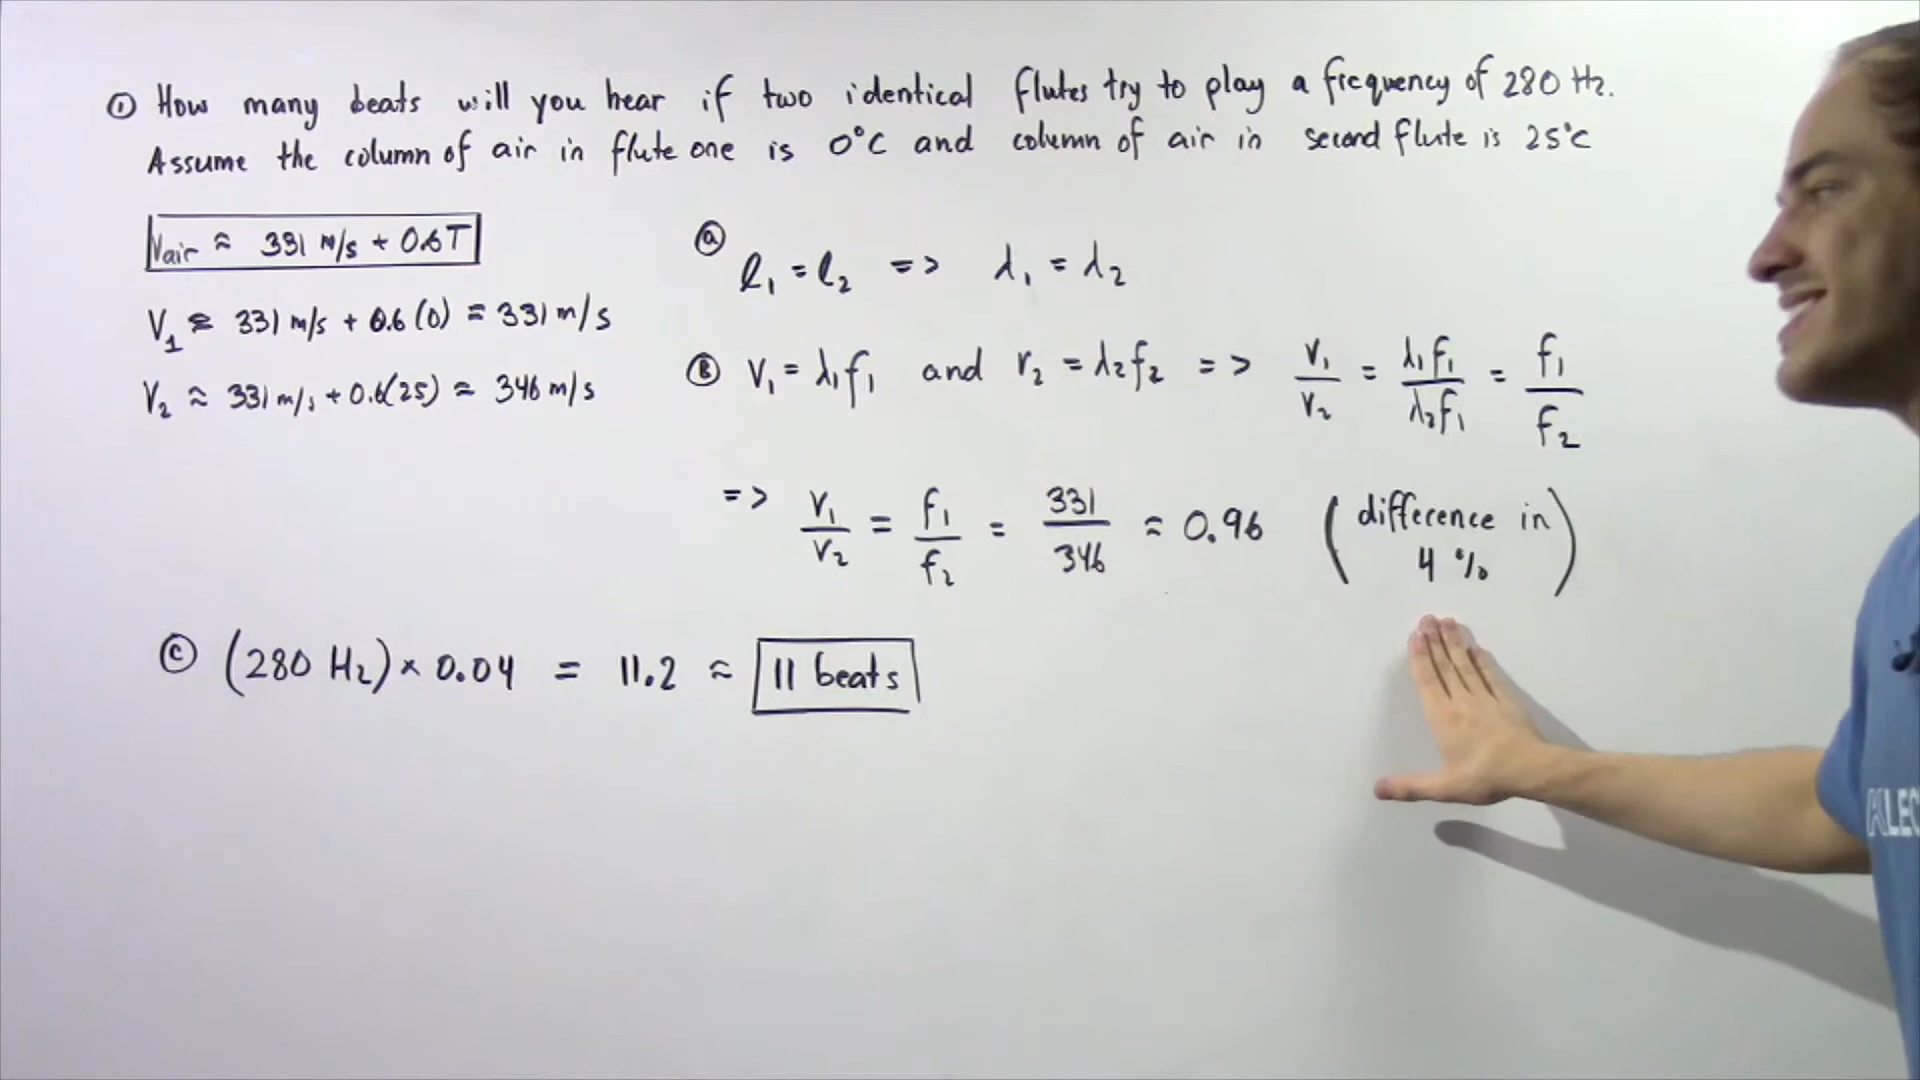 ① How many beats will you hear if two identical flutes try to play a frequency of 280 Hz.
Assume the column of air in flute one is 0°C and column of air in second flute is 25°C
Vair ≈ 331 m/s + 0.6T
V₁ ≈ 331 m/s + 0.6(0) = 331 m/s
V₂ ≈ 331 m/s + 0.6(25) ≈ 346 m/s
ⓐ l₁ = l₂ => λ₁ = λ₂
Ⓑ V₁ = λ₁f₁ and V₂ = λ₂f₂ => V₁/V₂ = λ₁f₁/λ₂f₁ = f₁/f₂
=> V₁/V₂ = f₁/f₂ = 331/346 ≈ 0.96 (difference in 4 %)
ⓒ (280 Hz) × 0.04 = 11.2 ≈ 11 beats